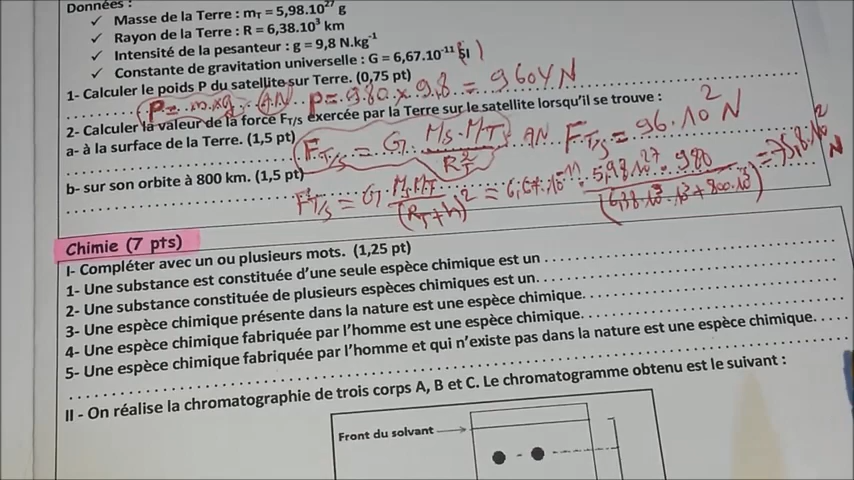 Données :
✓ Masse de la Terre : mT = 5,98.10²⁷ g
✓ Rayon de la Terre : R = 6,38.10³ km
✓ Intensité de la pesanteur : g = 9,8 N.kg⁻¹
✓ Constante de gravitation universelle : G = 6,67.10⁻¹¹ (SI)
1- Calculer le poids P du satellite sur Terre. (0,75 pt)
P = m × g AN P = 980 × 9,8 = 9604 N
2- Calculer la valeur de la force FT/S exercée par la Terre sur le satellite lorsqu'il se trouve :
a- à la surface de la Terre. (1,5 pt)
FT/S = G MS . MT / RT² AN FT/S = 96.10² N
b- sur son orbite à 800 km. (1,5 pt)
FT/S = G MS MT / (RT + h)² = 6,67.10⁻¹¹ . 5,98.10²⁷ . 980 / (6,38.10³.10³ + 800.10³) = 75,8.10² N
Chimie (7 pts)
I- Compléter avec un ou plusieurs mots. (1,25 pt)
1- Une substance est constituée d'une seule espèce chimique est un
2- Une substance constituée de plusieurs espèces chimiques est un.
3- Une espèce chimique présente dans la nature est une espèce chimique.
4- Une espèce chimique fabriquée par l'homme est une espèce chimique.
5- Une espèce chimique fabriquée par l'homme et qui n'existe pas dans la nature est une espèce chimique.
II - On réalise la chromatographie de trois corps A, B et C. Le chromatogramme obtenu est le suivant :
Front du solvant